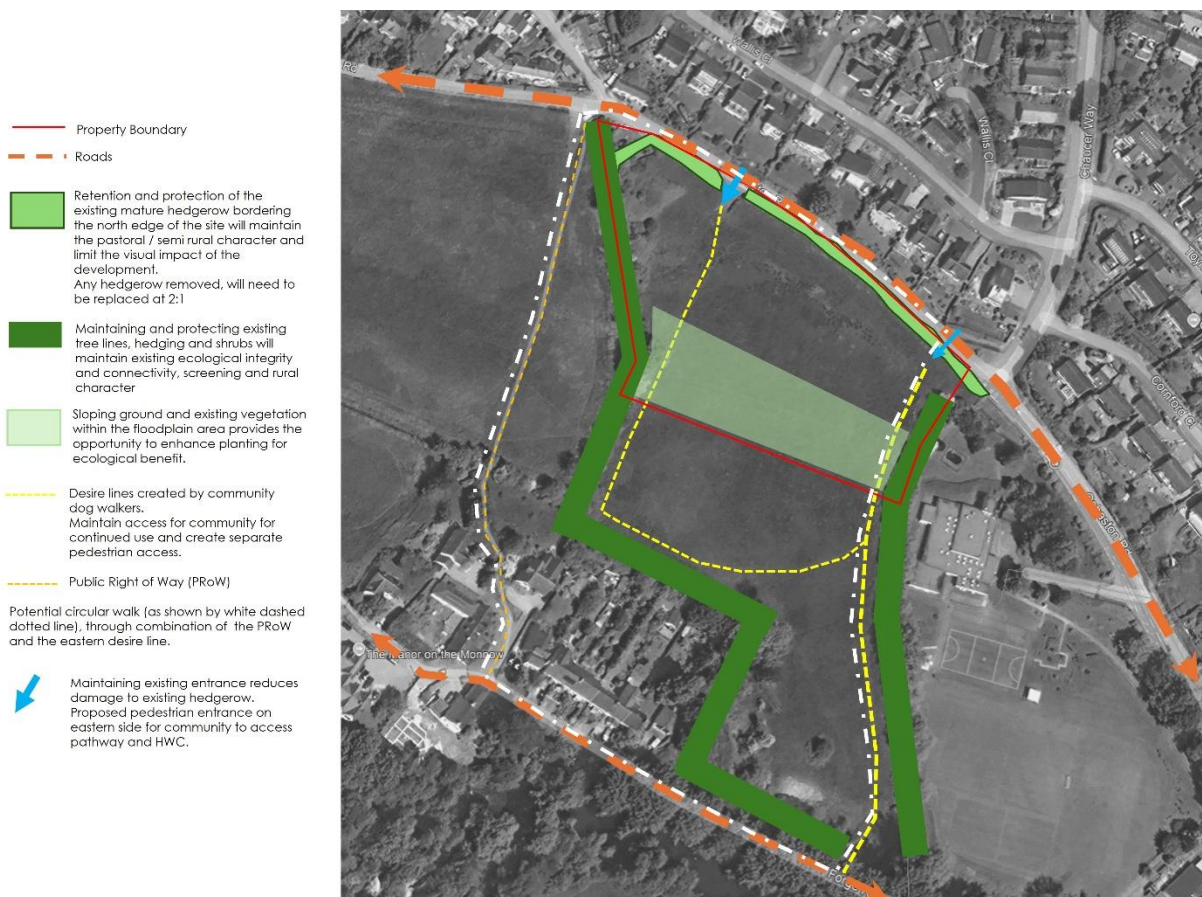 Property Boundary
Roads
Retention and protection of the
existing mature hedgerow bordering
the north edge of the site will maintain
the pastoral / semi rural character and
limit the visual impact of the
development.
Any hedgerow removed, will need to
be replaced at 2:1
Maintaining and protecting existing
tree lines, hedging and shrubs will
maintain existing ecological integrity
and connectivity, screening and rural
character
Sloping ground and existing vegetation
within the floodplain area provides the
opportunity to enhance planting for
ecological benefit.
Desire lines created by community
dog walkers.
Maintain access for community for
continued use and create separate
pedestrian access.
Public Right of Way (PRoW)
Potential circular walk (as shown by white dashed
dotted line), through combination of the PRoW
and the eastern desire line.
Maintaining existing entrance reduces
damage to existing hedgerow.
Proposed pedestrian entrance on
eastern side for community to access
pathway and HWC.
Rd
Wallis Cl
Wallis Cl
Chaucer Way
Toy
Cornford Cl
The Manor on the Monnow